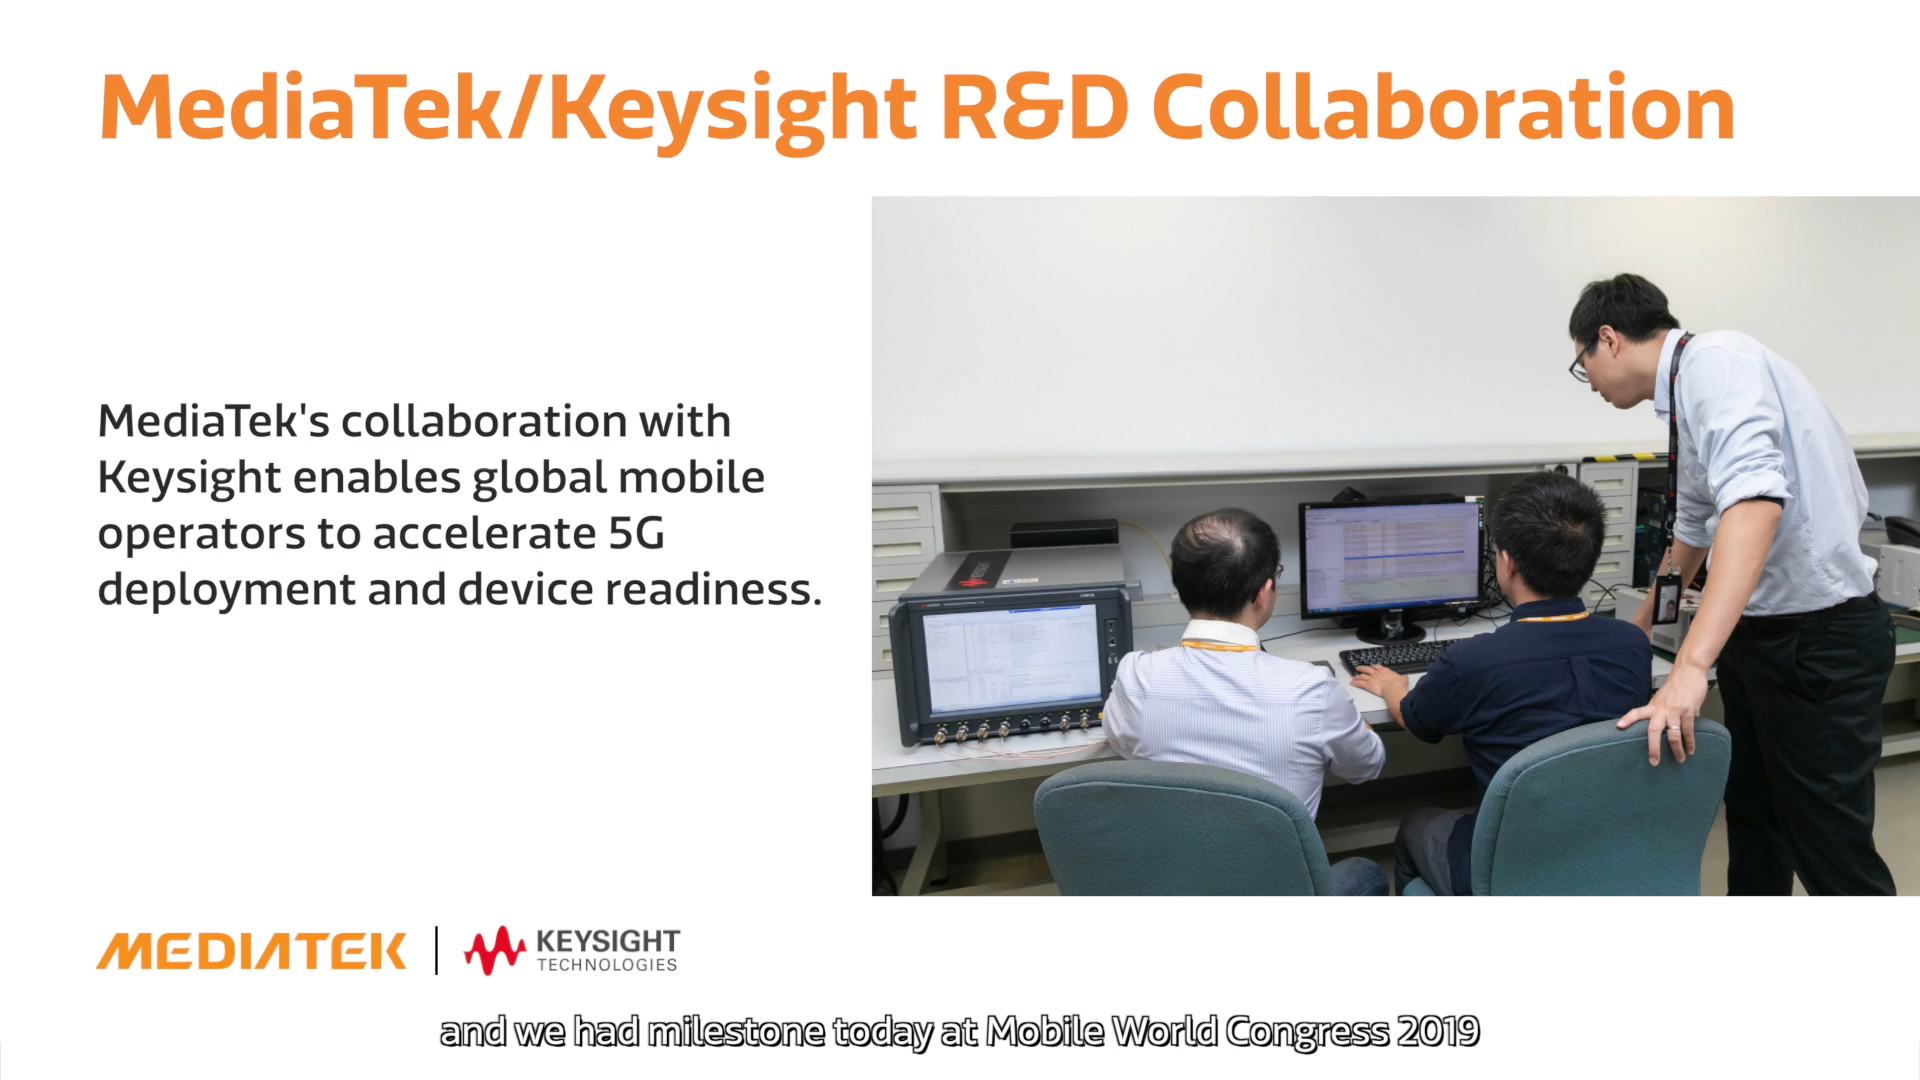 MediaTek/Keysight R&D Collaboration
MediaTek's collaboration with
Keysight enables global mobile
operators to accelerate 5G
deployment and device readiness.
MEDIATEK
KEYSIGHT
TECHNOLOGIES
and we had milestone today at Mobile World Congress 2019